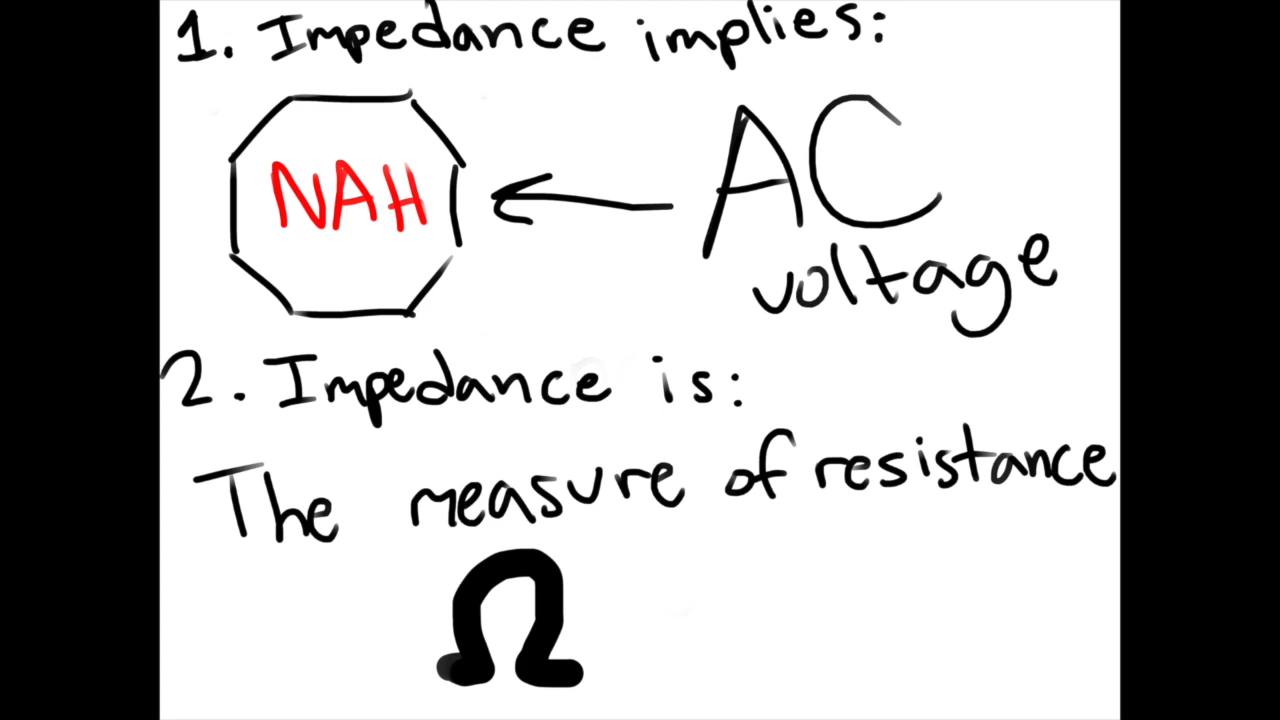 1. Impedance implies:
NAH
AC
voltage
2. Impedance is:
The measure of resistance
Ω